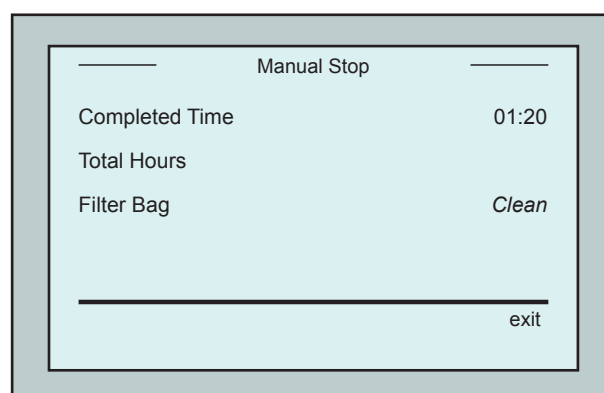 Manual Stop
Completed Time 01:20
Total Hours
Filter Bag Clean
exit